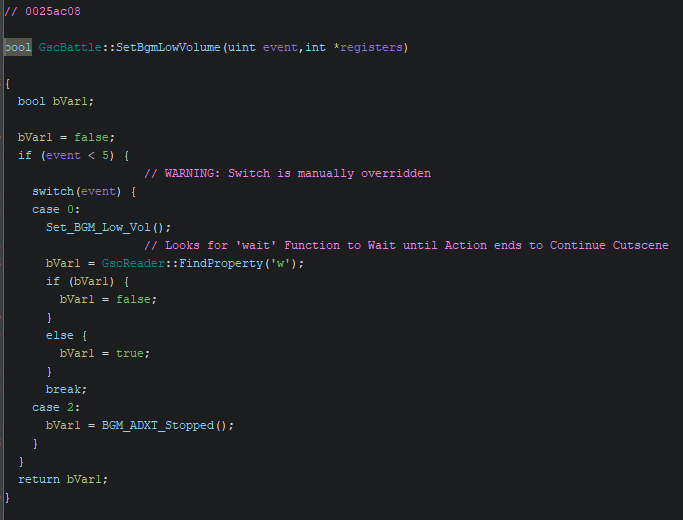 // 0025ac08
bool GscBattle::SetBgmLowVolume(uint event,int *registers)
{
bool bVar1;
bVar1 = false;
if (event < 5) {
// WARNING: Switch is manually overridden
switch(event) {
case 0:
Set_BGM_Low_Vol();
// Looks for 'wait' Function to Wait until Action ends to Continue Cutscene
bVar1 = GscReader::FindProperty('w');
if (bVar1) {
bVar1 = false;
}
else {
bVar1 = true;
}
break;
case 2:
bVar1 = BGM_ADXT_Stopped();
}
}
return bVar1;
}